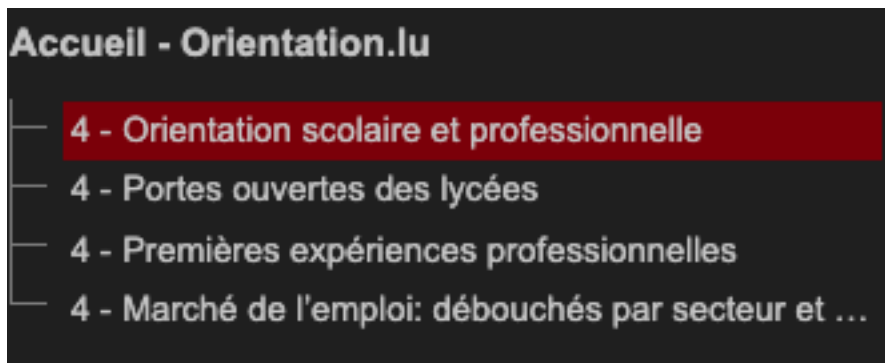 Accueil - Orientation.lu
4 - Orientation scolaire et professionnelle
4 - Portes ouvertes des lycées
4 - Premières expériences professionnelles
4 - Marché de l’emploi: débouchés par secteur et …